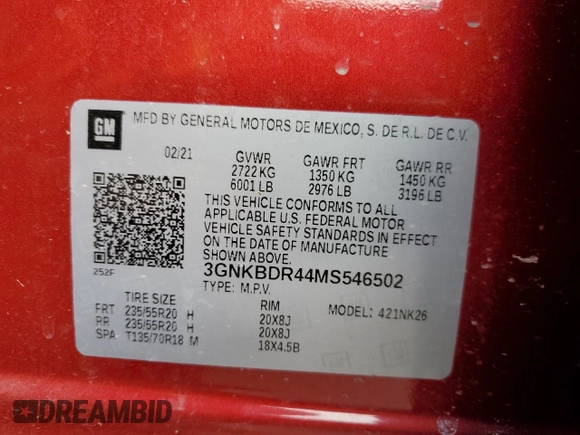 GM
MFD BY GENERAL MOTORS DE MEXICO, S. DE R.L. DE C.V.
02/21 GVWR GAWR FRT GAWR RR
2722 KG 1350 KG 1450 KG
6001 LB 2976 LB 3196 LB
THIS VEHICLE CONFORMS TO ALL
APPLICABLE U.S. FEDERAL MOTOR
VEHICLE SAFETY STANDARDS IN EFFECT
ON THE DATE OF MANUFACTURE
SHOWN ABOVE.
252F
3GNKBDR44MS546502
TYPE: M.P.V. MODEL: 421NK26
TIRE SIZE RIM
FRT 235/55R20 H 20X8J
RR 235/55R20 H 20X8J
SPA T135/70R18 M 18X4.5B
DREAMBID